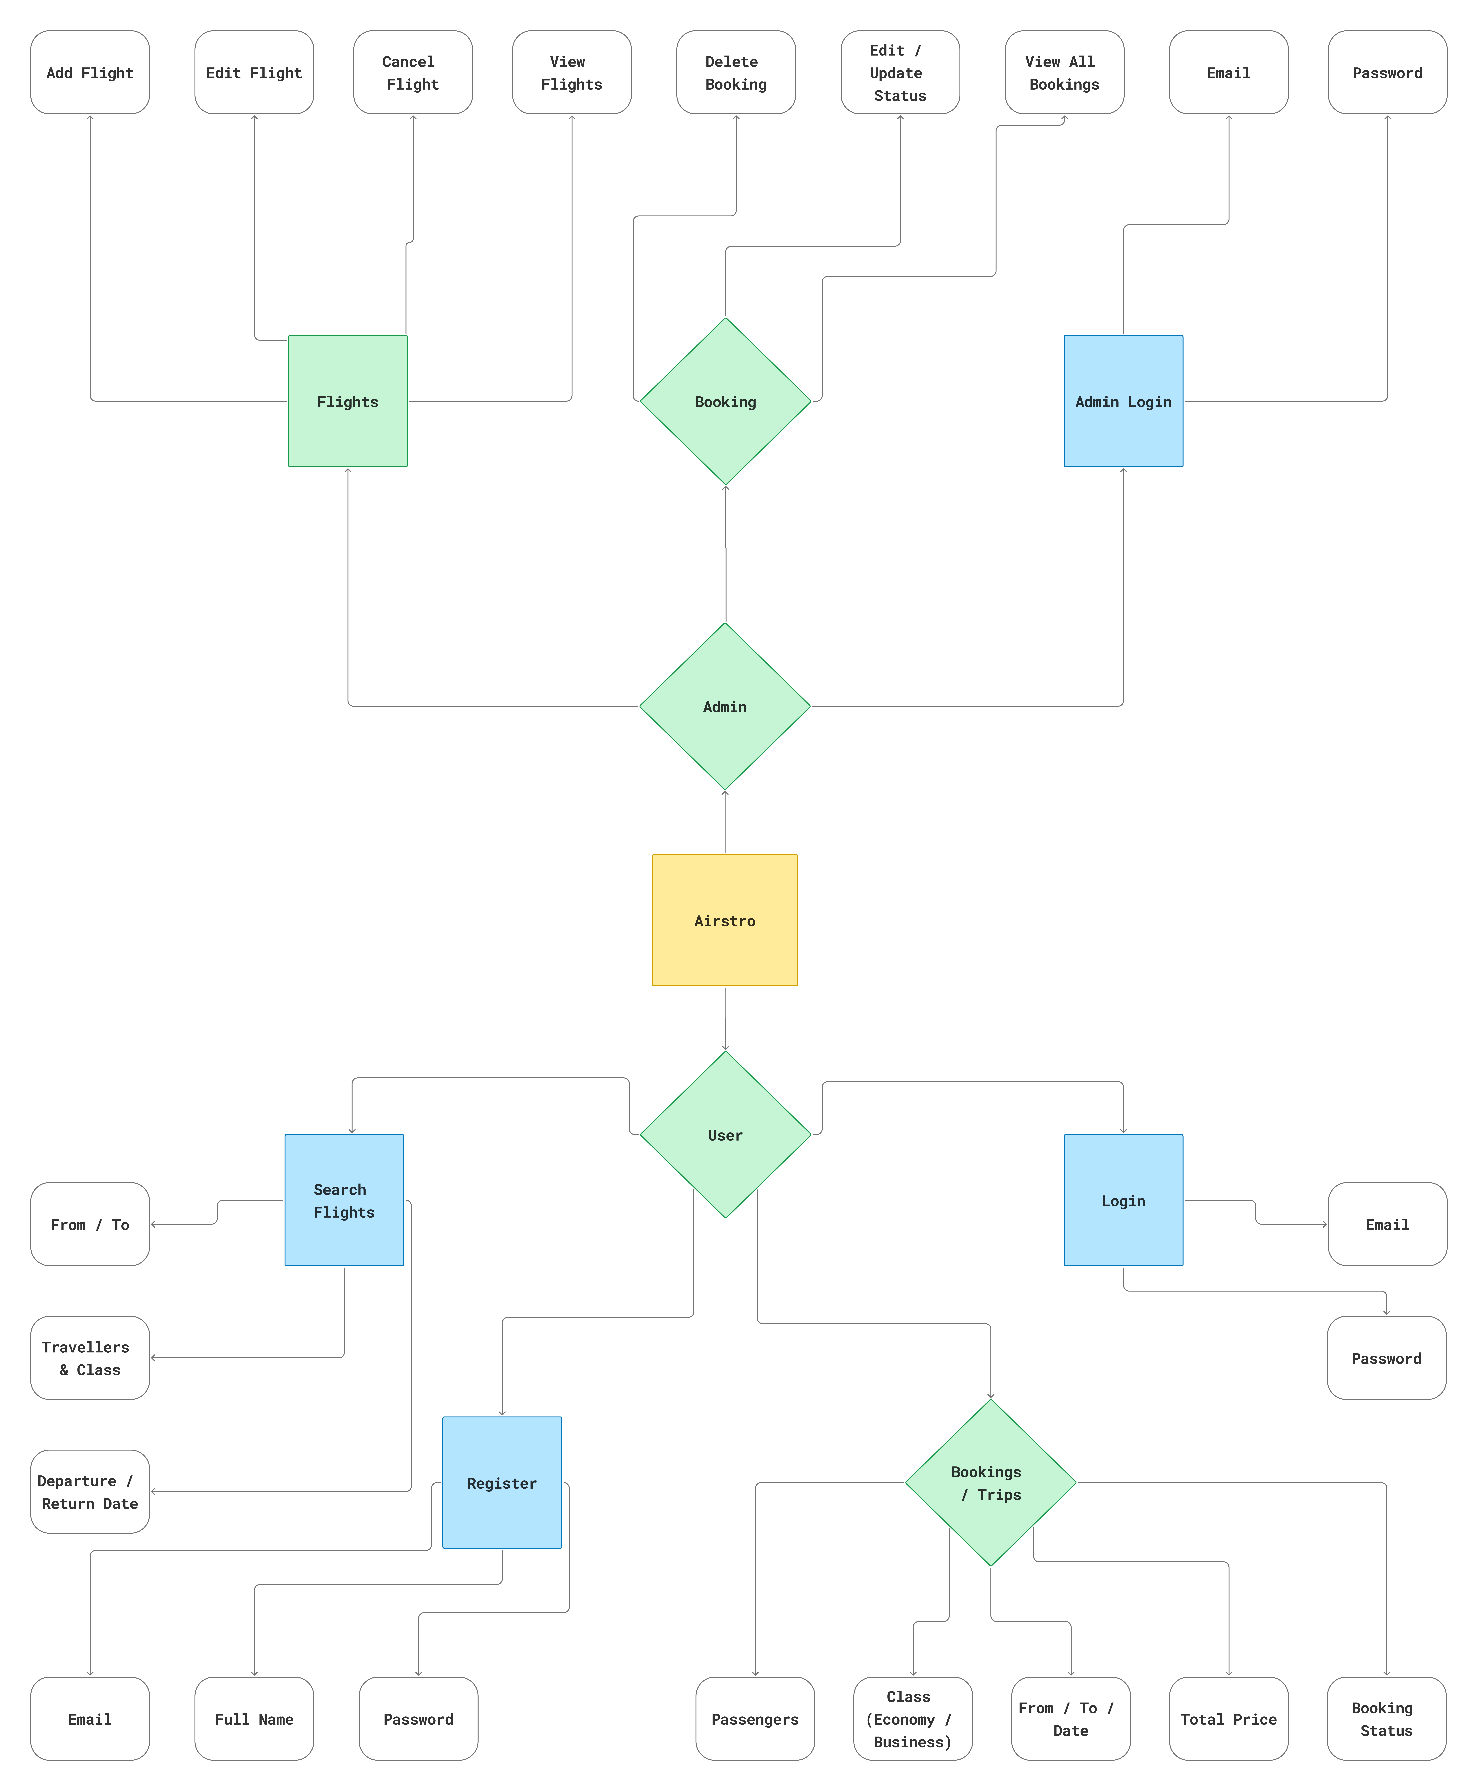 Add Flight
Edit Flight
Cancel
Flight
View
Flights
Delete
Booking
Edit /
Update
Status
View All
Bookings
Email
Password
Flights
Booking
Admin Login
Admin
Airstro
User
Search
Flights
Login
From / To
Email
Travellers
& Class
Password
Departure /
Return Date
Register
Bookings
/ Trips
Email
Full Name
Password
Passengers
Class
(Economy /
Business)
From / To /
Date
Total Price
Booking
Status